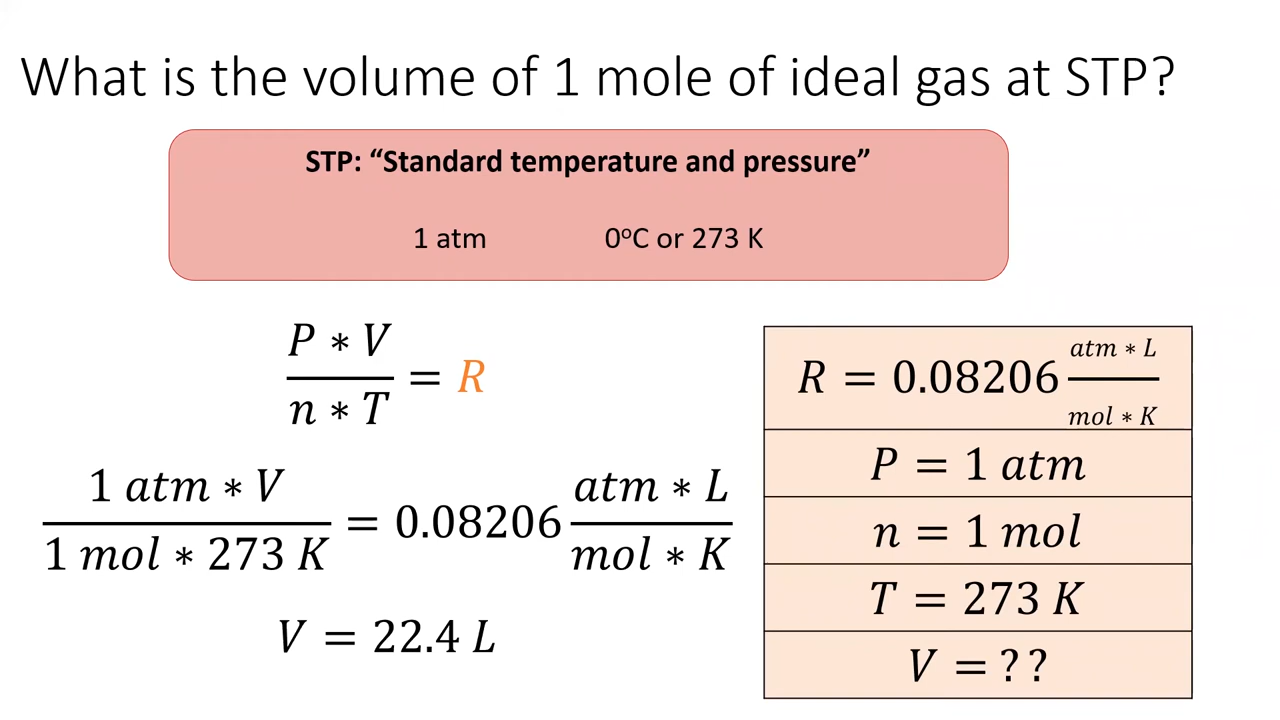 What is the volume of 1 mole of ideal gas at STP?
STP: “Standard temperature and pressure”
1 atm 0°C or 273 K
P * V
n * T
= R
1 atm * V
1 mol * 273 K
= 0.08206
atm * L
mol * K
V = 22.4 L
R = 0.08206
atm * L
mol * K
P = 1 atm
n = 1 mol
T = 273 K
V = ? ?